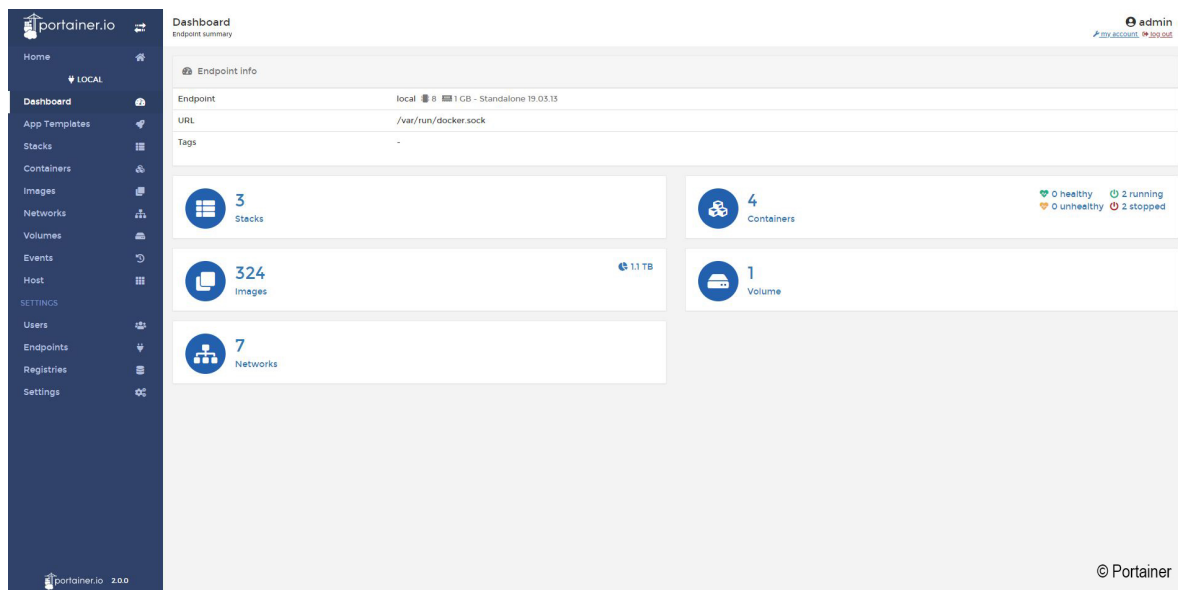 portainer.io
Home
LOCAL
Dashboard
App Templates
Stacks
Containers
Images
Networks
Volumes
Events
Host
SETTINGS
Users
Endpoints
Registries
Settings
portainer.io 2.0.0
Dashboard
Endpoint summary
admin
my account log out
Endpoint info
Endpoint local 8 1 GB - Standalone 19.03.13
URL /var/run/docker.sock
Tags -
3
Stacks
4
Containers
0 healthy 2 running
0 unhealthy 2 stopped
324
Images
1.1 TB
1
Volume
7
Networks
© Portainer